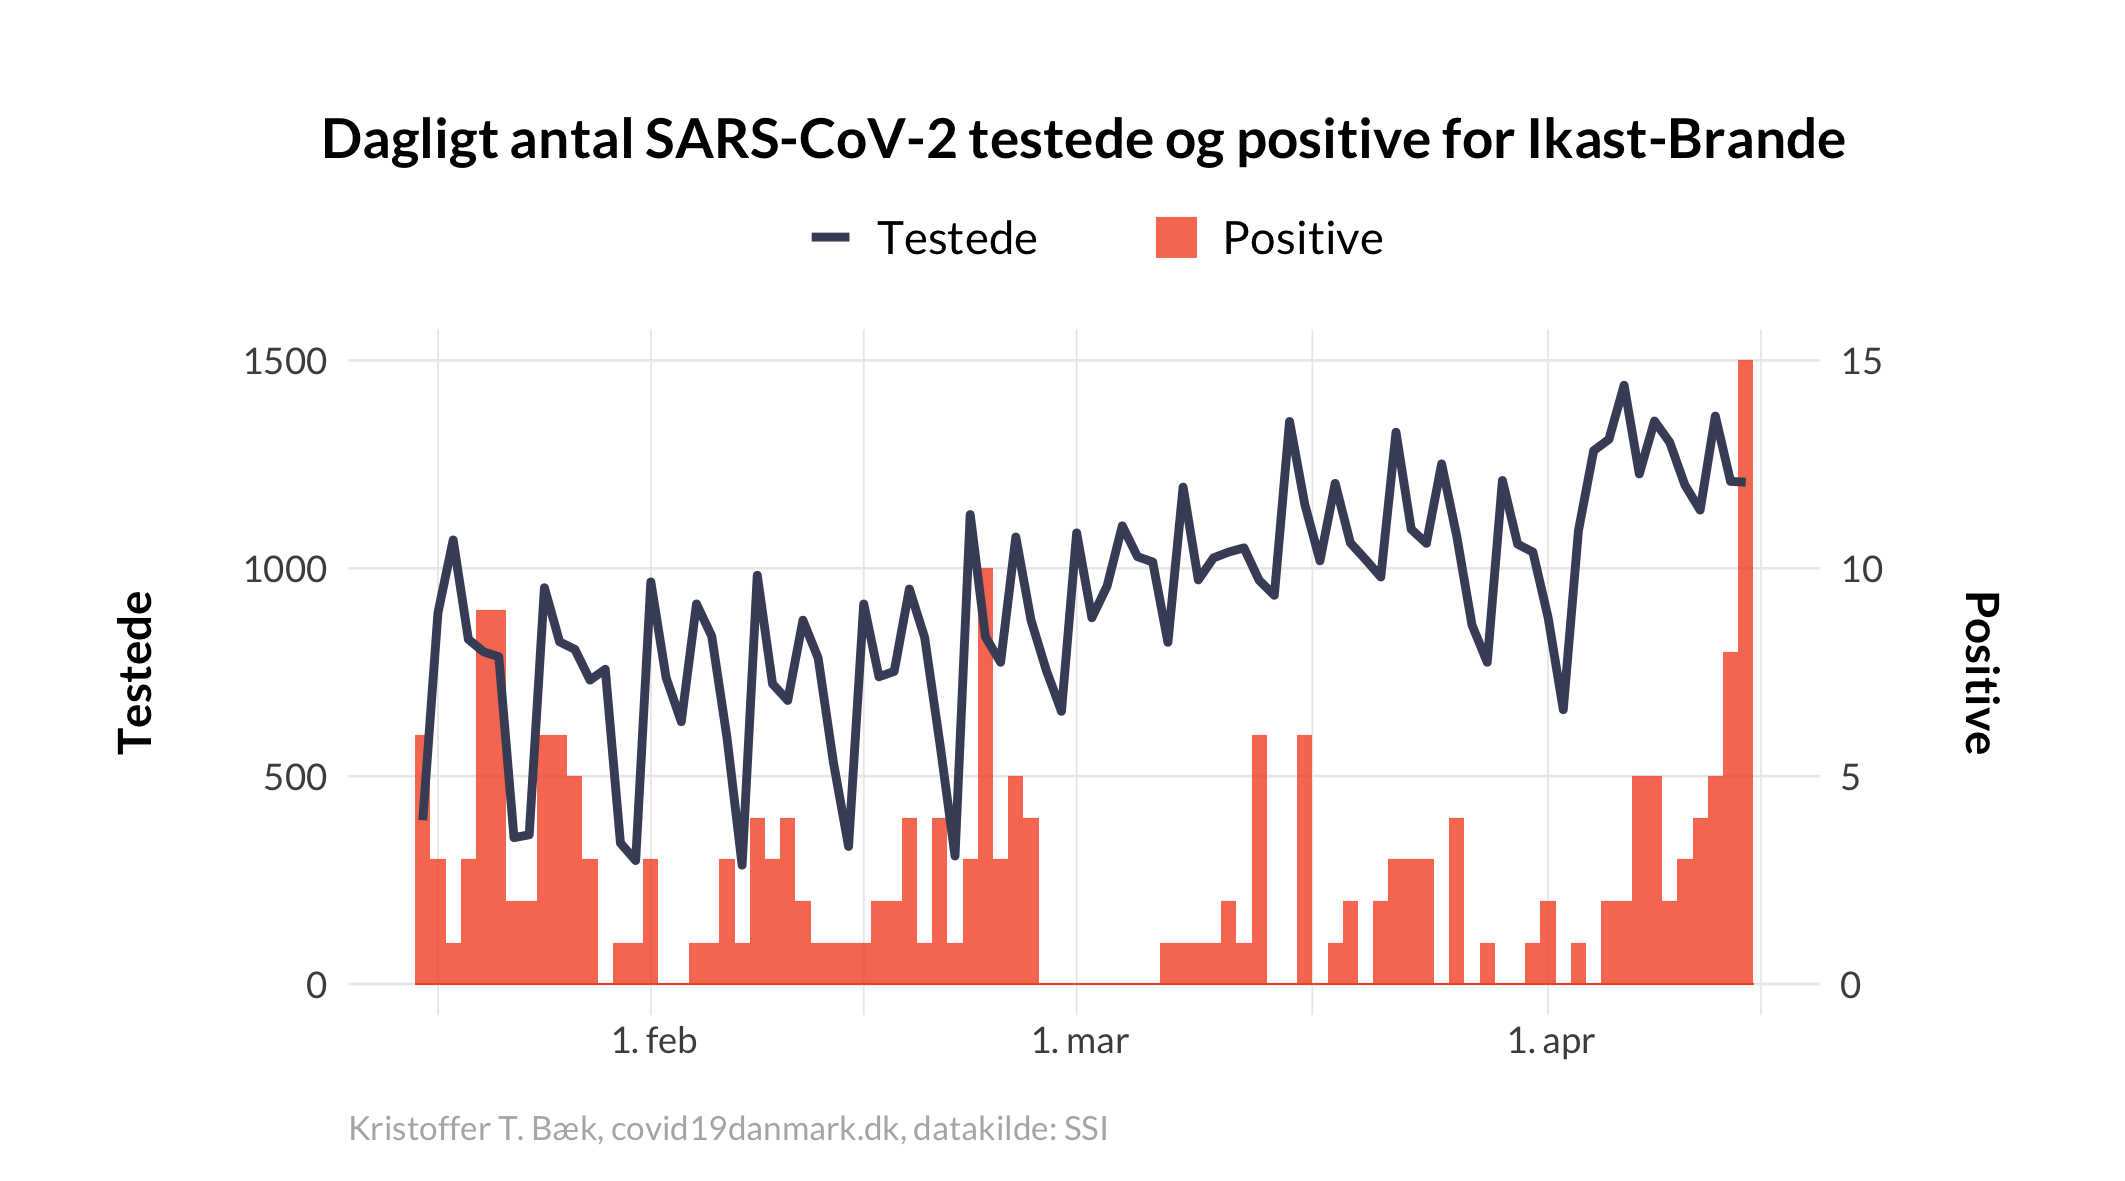 Dagligt antal SARS-CoV-2 testede og positive for Ikast-Brande
Testede
Positive
1500
1000
500
0
Testede
15
10
5
0
Positive
1. feb
1. mar
1. apr
Kristoffer T. Bæk, covid19danmark.dk, datakilde: SSI